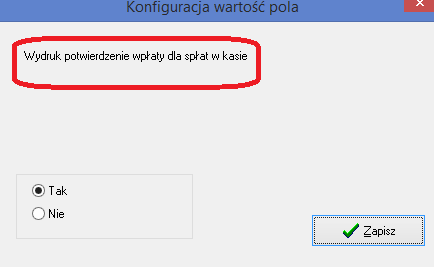 Konfiguracja wartość pola
Wydruk potwierdzenie wpłaty dla spłat w kasie
Tak
Nie
Zapisz